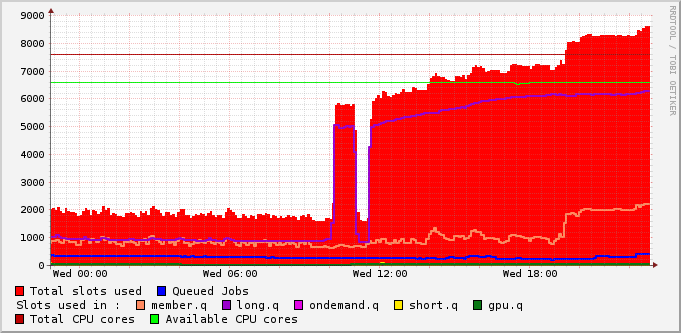 9000
8000
7000
6000
5000
4000
3000
2000
1000
0
Wed 00:00 Wed 06:00 Wed 12:00 Wed 18:00
Total slots used Queued Jobs
Slots used in : member.q long.q ondemand.q short.q gpu.q
Total CPU cores Available CPU cores
RRDTOOL / TOBI OETIKER